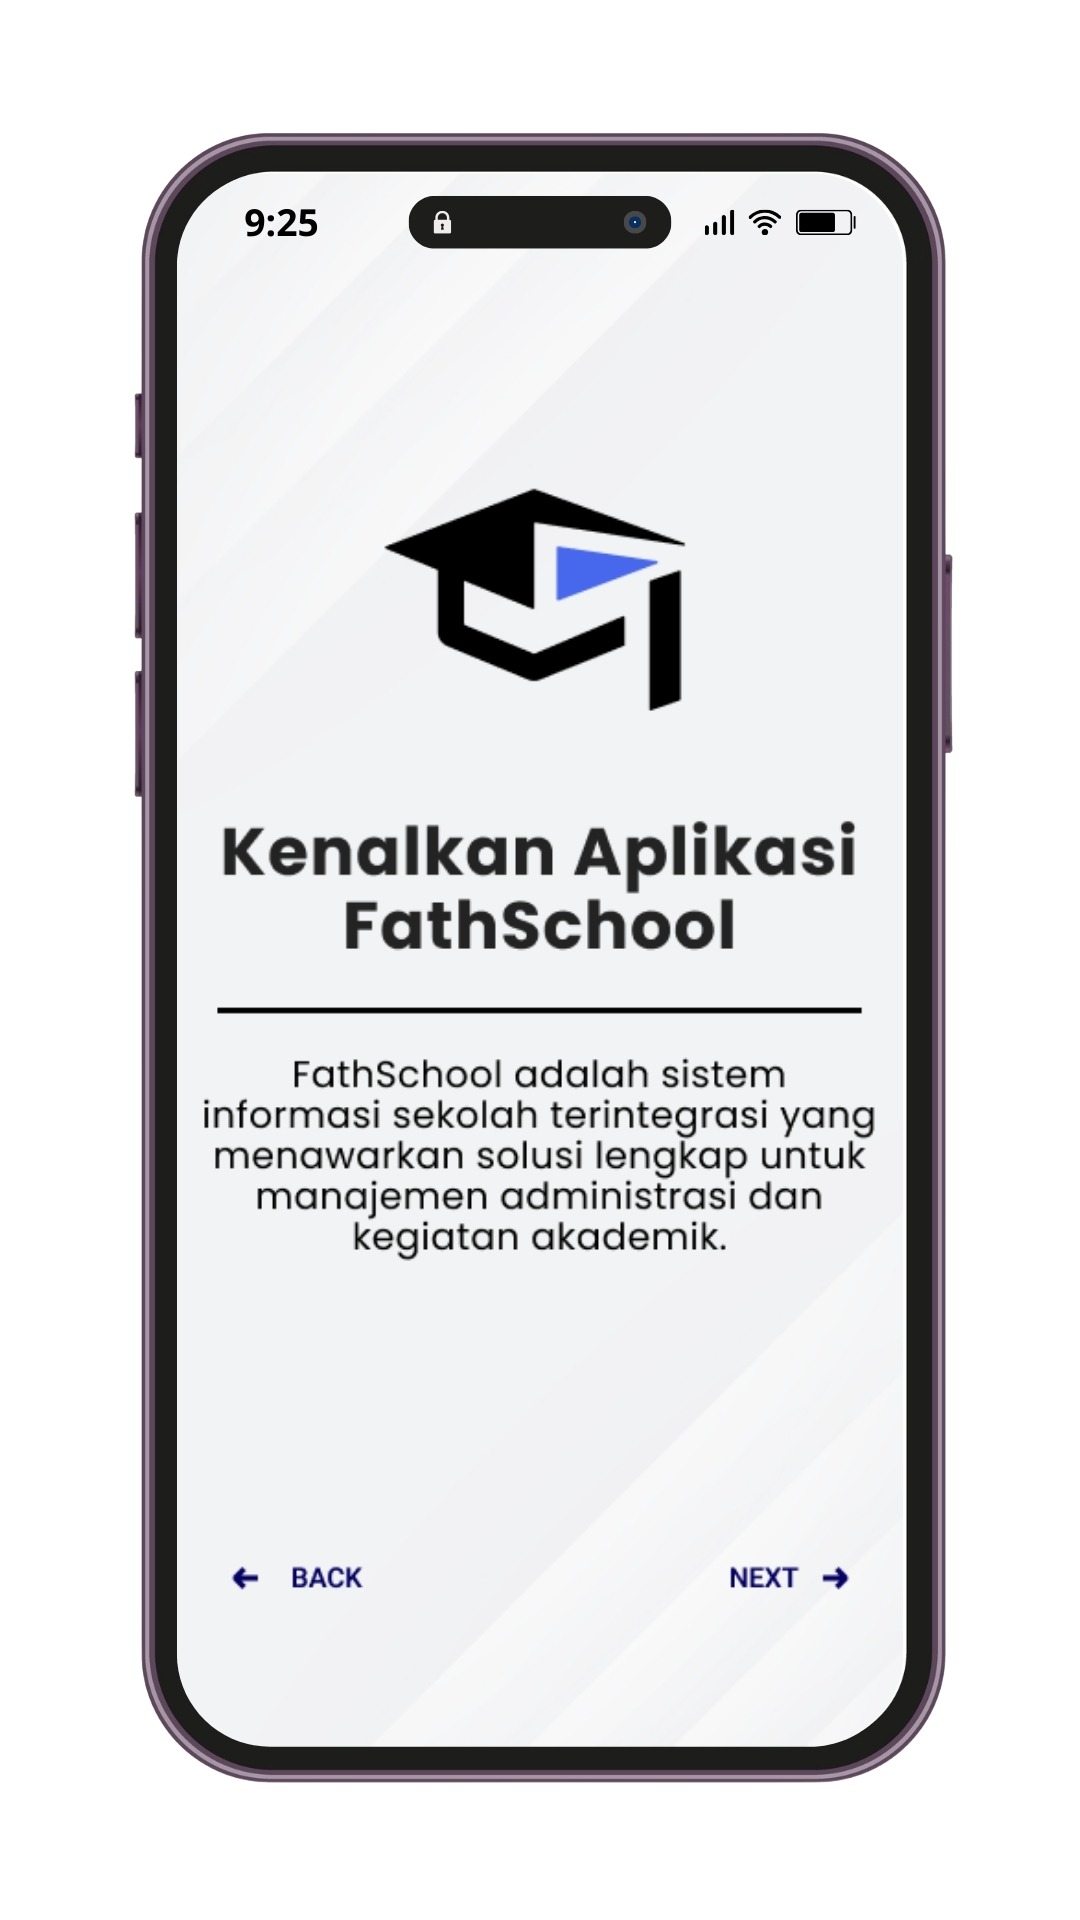 9:25
Kenalkan Aplikasi
FathSchool
FathSchool adalah sistem
informasi sekolah terintegrasi yang
menawarkan solusi lengkap untuk
manajemen administrasi dan
kegiatan akademik.
BACK
NEXT